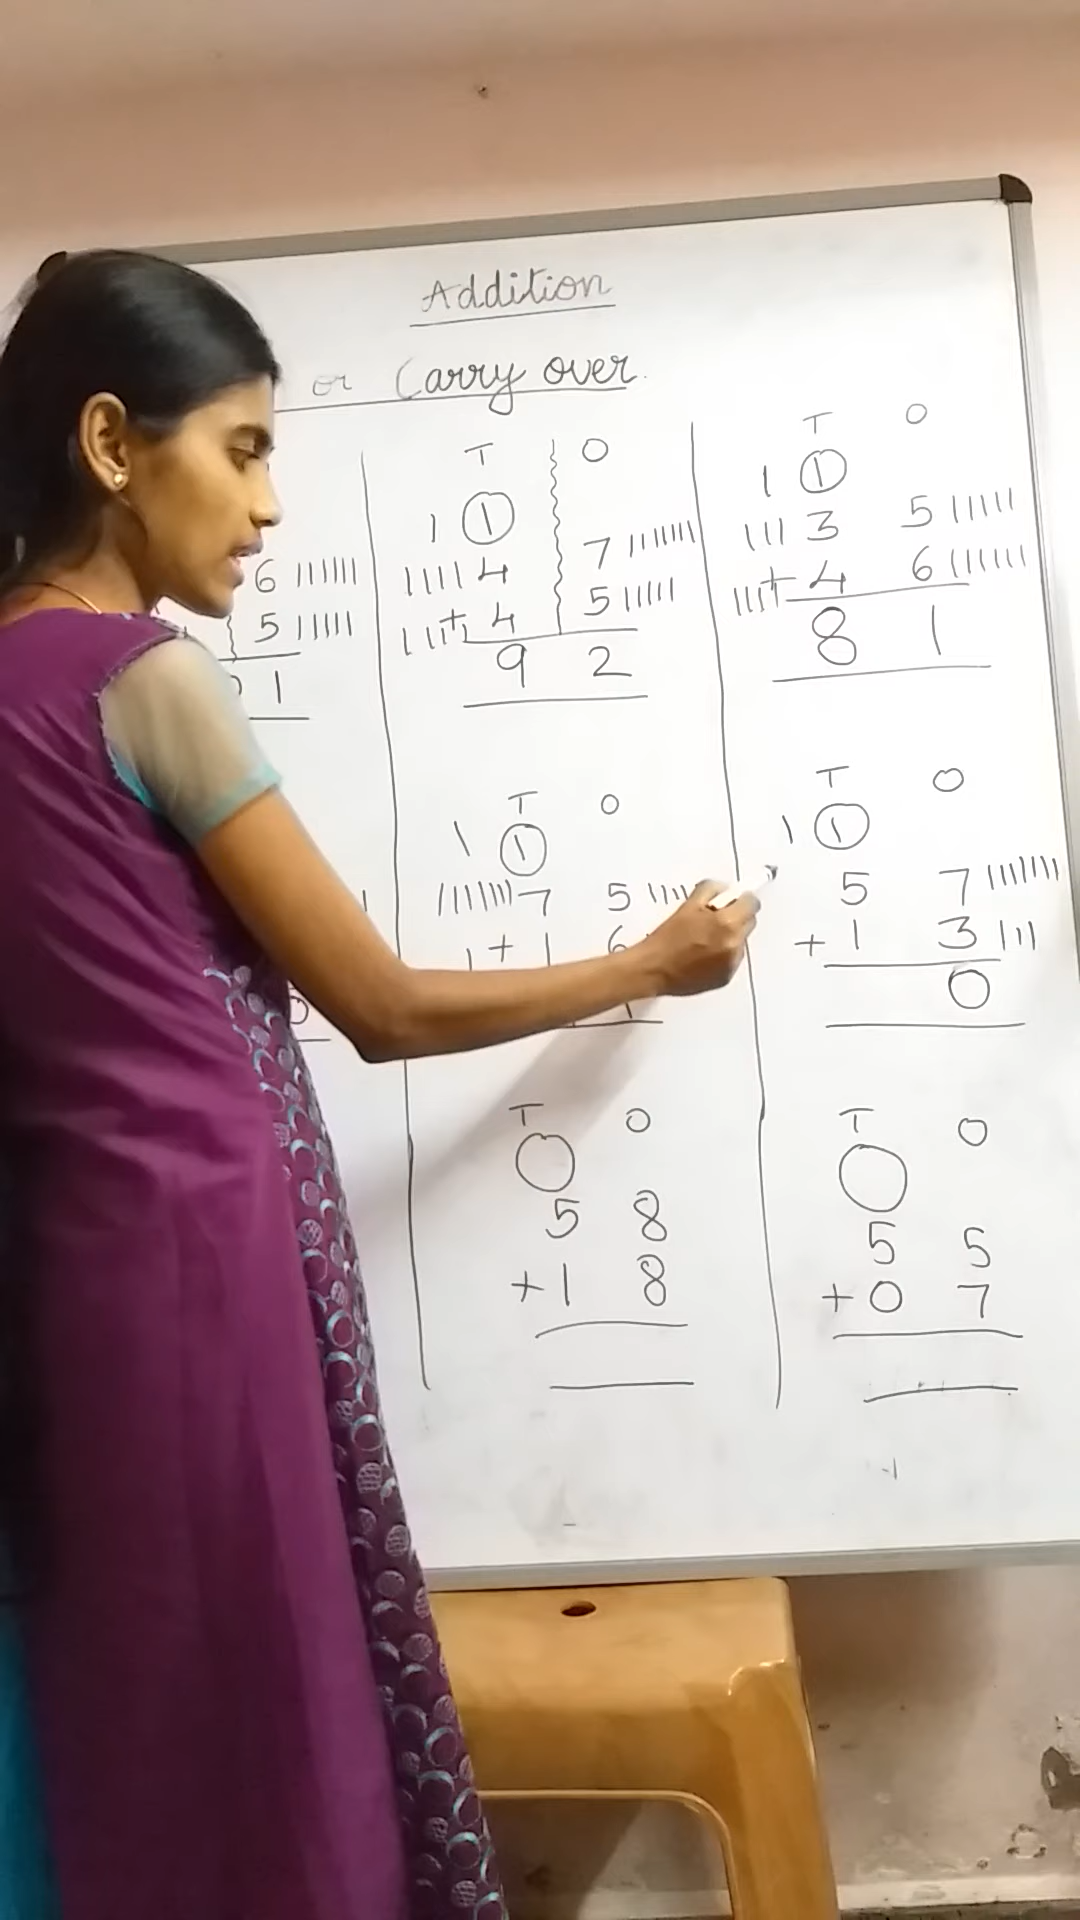 Addition
or Carry over.
T O
1 ①
|||| 4 7 |||||||
||||+ 4 5 |||||
9 2
T O
1 ①
||| 3 5 |||||
||||+ 4 6 ||||||
8 1
6 ||||||
5 |||||
1
T O
1 ①
||||||| 7 5
1 + 1 6
T O
1 ①
5 7 |||||||
+ 1 3 |||
0
T O
5 8
+1 8
T O
5 5
+0 7